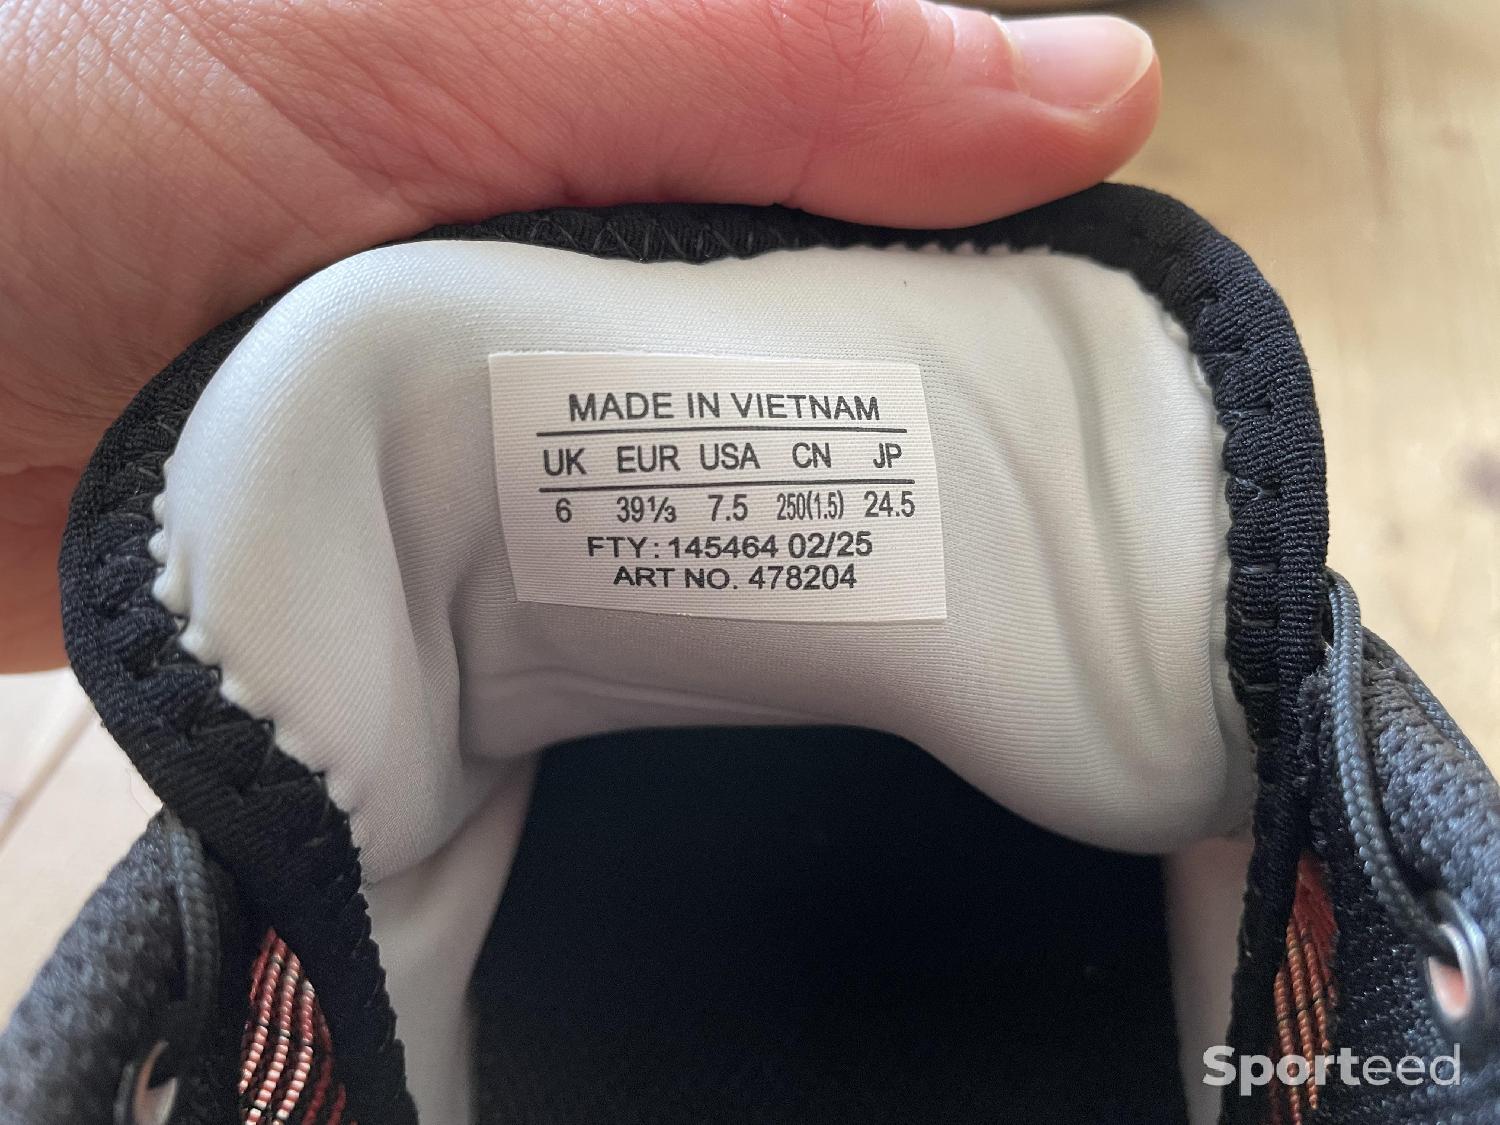 MADE IN VIETNAM
UK EUR USA CN JP
6 39⅓ 7.5 250(1.5) 24.5
FTY: 145464 02/25
ART NO. 478204
Sporteed